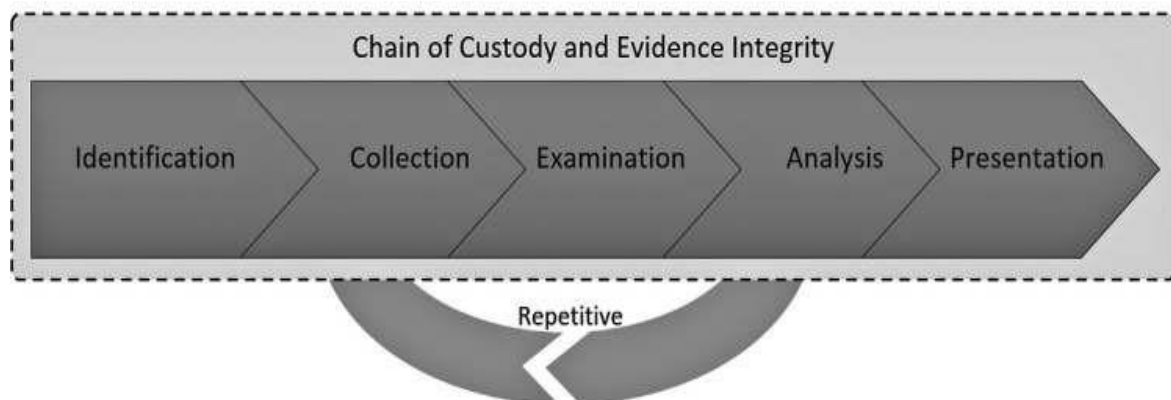 Chain of Custody and Evidence Integrity
Identification Collection Examination Analysis Presentation
Repetitive